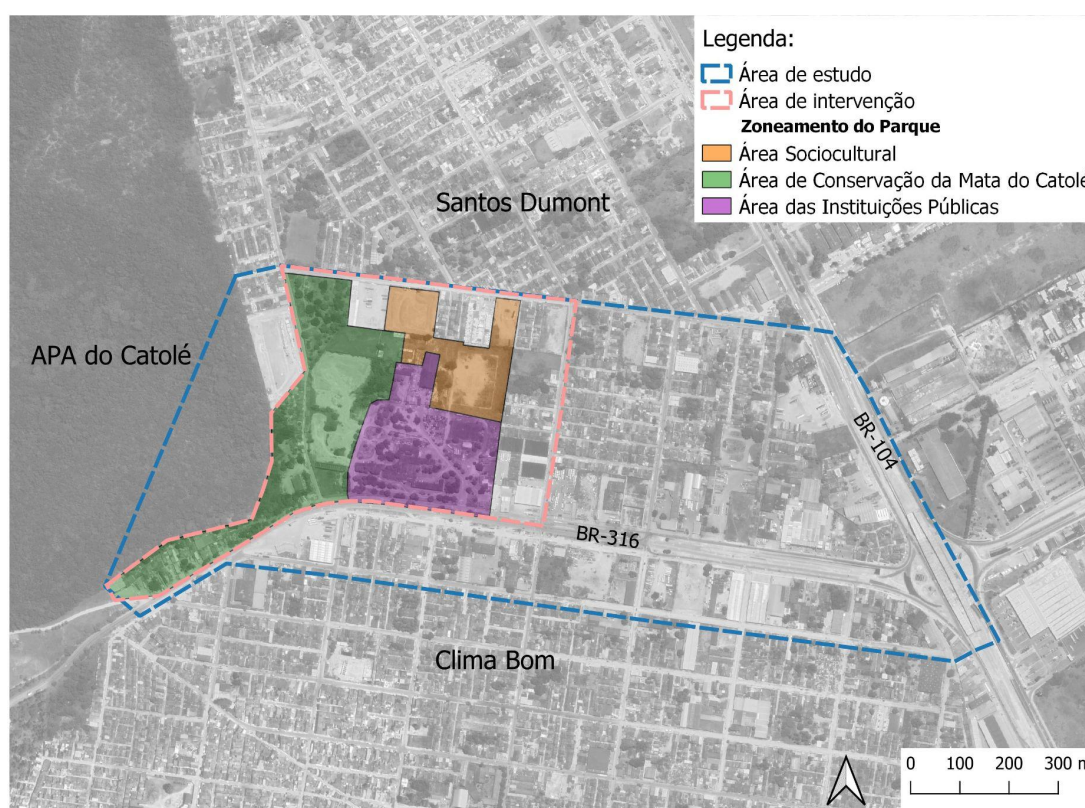 Legenda:
Área de estudo
Área de intervenção
Zoneamento do Parque
Área Sociocultural
Área de Conservação da Mata do Catolé
Área das Instituições Públicas
Santos Dumont
APA do Catolé
BR-104
BR-316
Clima Bom
0 100 200 300 m